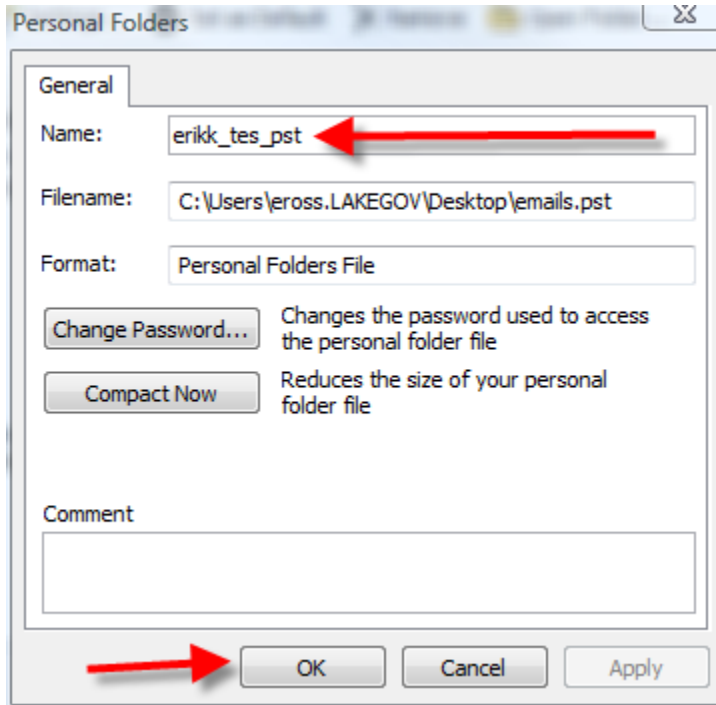 Personal Folders
General
Name:
erikk_tes_pst
Filename:
C:\Users\eross.LAKEGOV\Desktop\emails.pst
Format:
Personal Folders File
Change Password...
Changes the password used to access
the personal folder file
Compact Now
Reduces the size of your personal
folder file
Comment
OK
Cancel
Apply